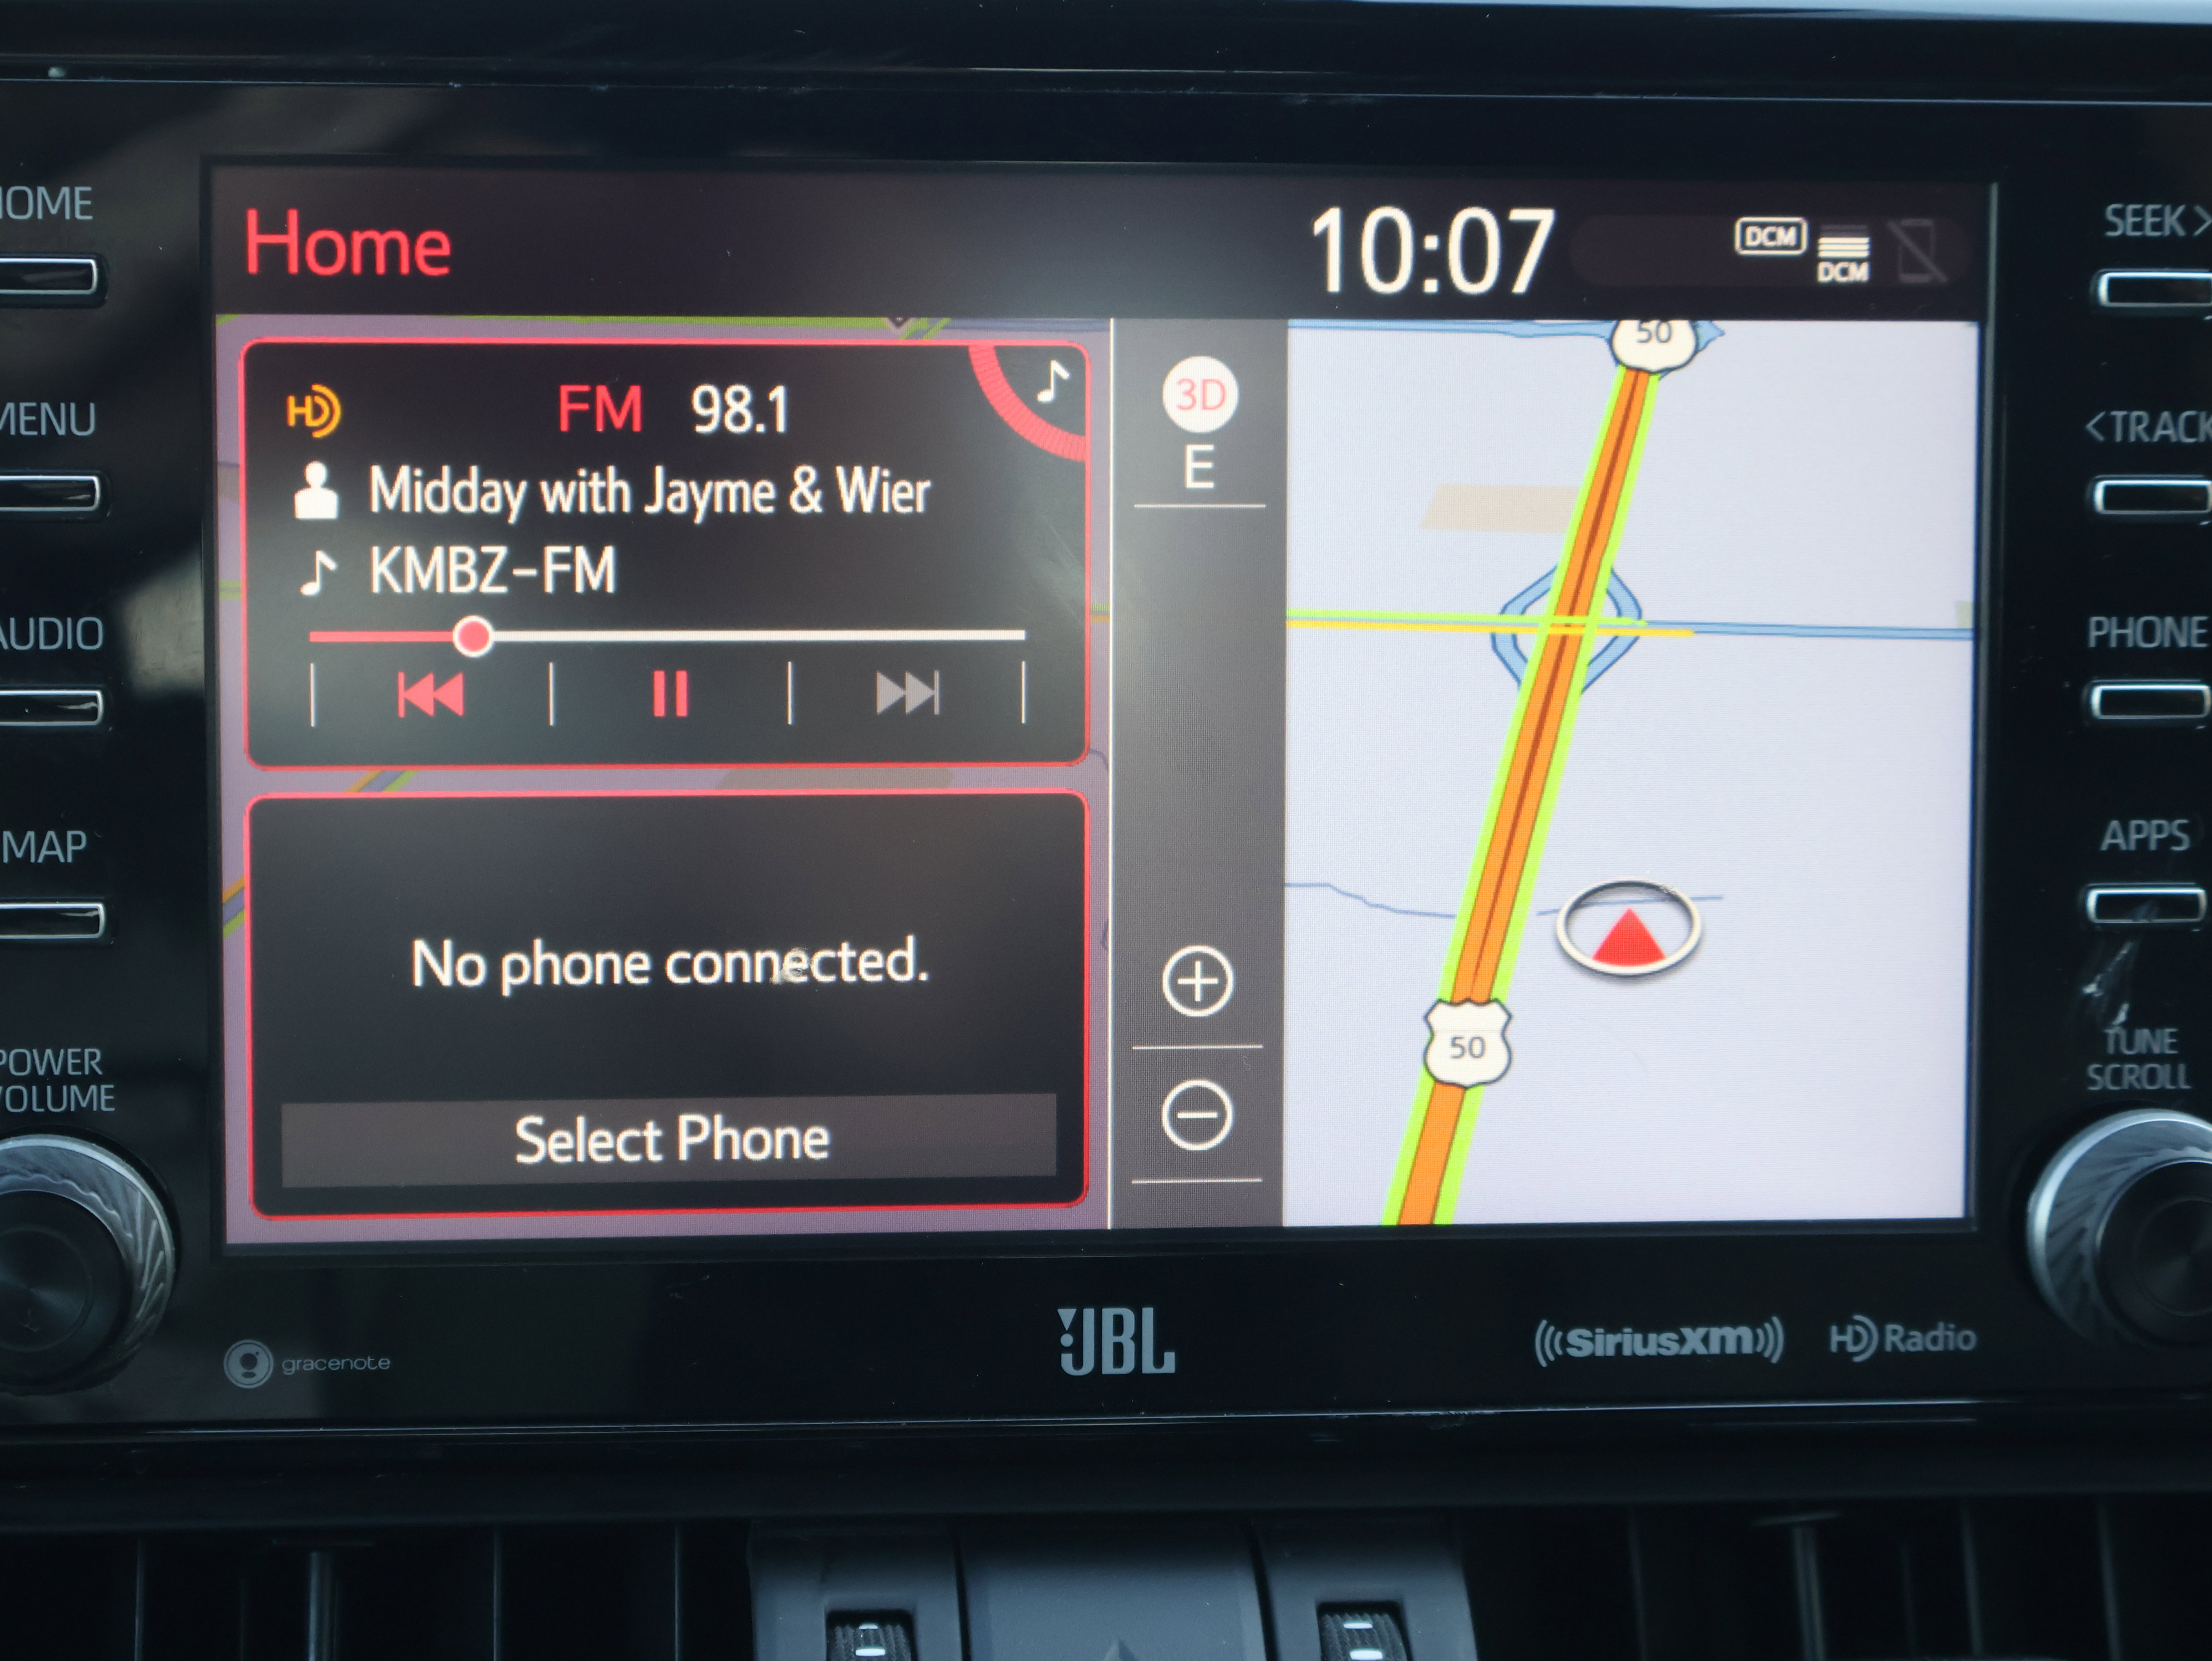 Home
10:07
DCM
DCM
HD
FM 98.1
Midday with Jayme & Wier
KMBZ-FM
No phone connected.
Select Phone
3D
E
50
50
OME
MENU
AUDIO
MAP
POWER
VOLUME
SEEK >
< TRACK
PHONE
APPS
TUNE
SCROLL
gracenote
JBL
SiriusXM
HD Radio